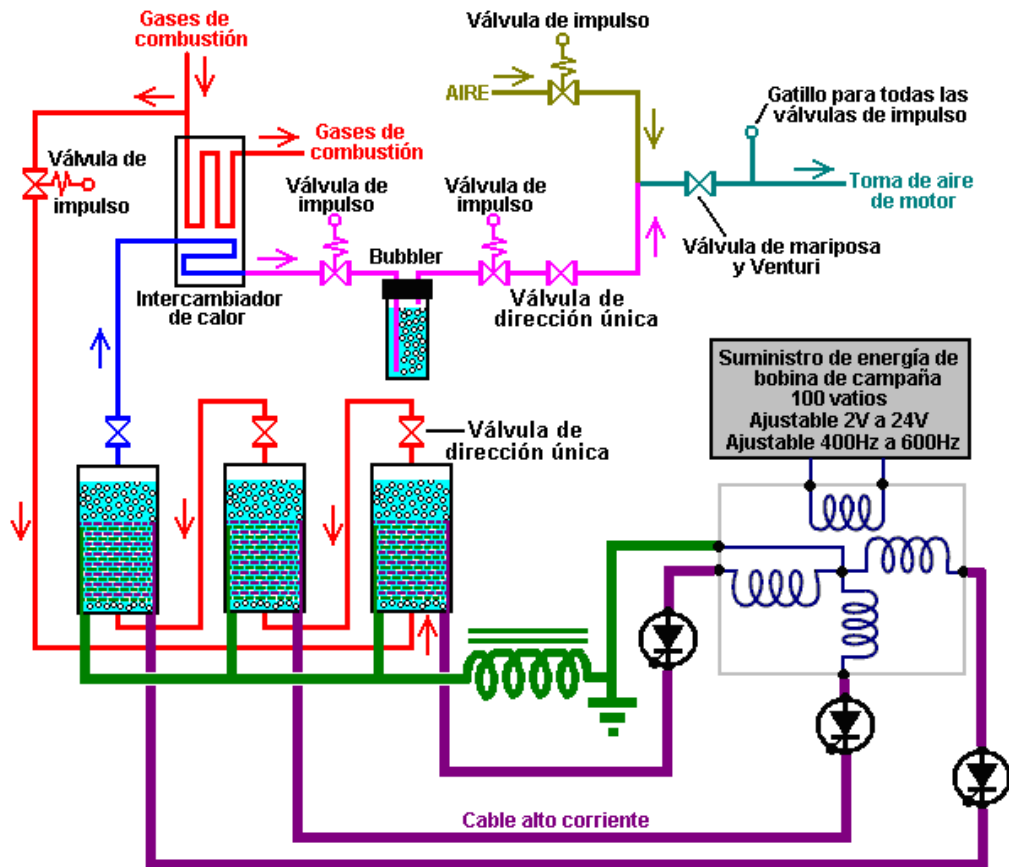 Gases de
combustión
Válvula de impulso
AIRE
Gatillo para todas las
válvulas de impulso
Gases de
combustión
Válvula de
impulso
Válvula de
impulso
Válvula de
impulso
Toma de aire
de motor
Válvula de mariposa
y Venturi
Bubbler
Intercambiador
de calor
Válvula de
dirección única
Suministro de energía de
bobina de campaña
100 vatios
Ajustable 2V a 24V
Ajustable 400Hz a 600Hz
Válvula de
dirección única
Cable alto corriente